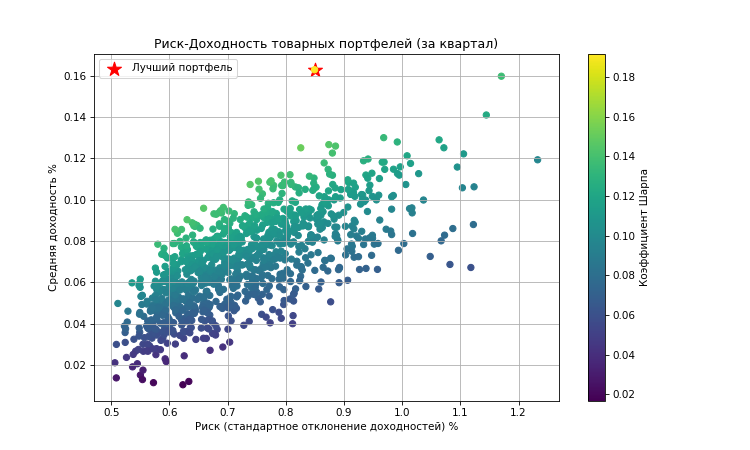 Риск-Доходность товарных портфелей (за квартал)
Лучший портфель
Средняя доходность %
0.16
0.14
0.12
0.10
0.08
0.06
0.04
0.02
0.5 0.6 0.7 0.8 0.9 1.0 1.1 1.2
Риск (стандартное отклонение доходностей) %
0.18
0.16
0.14
0.12
0.10
0.08
0.06
0.04
0.02
Коэффициент Шарпа